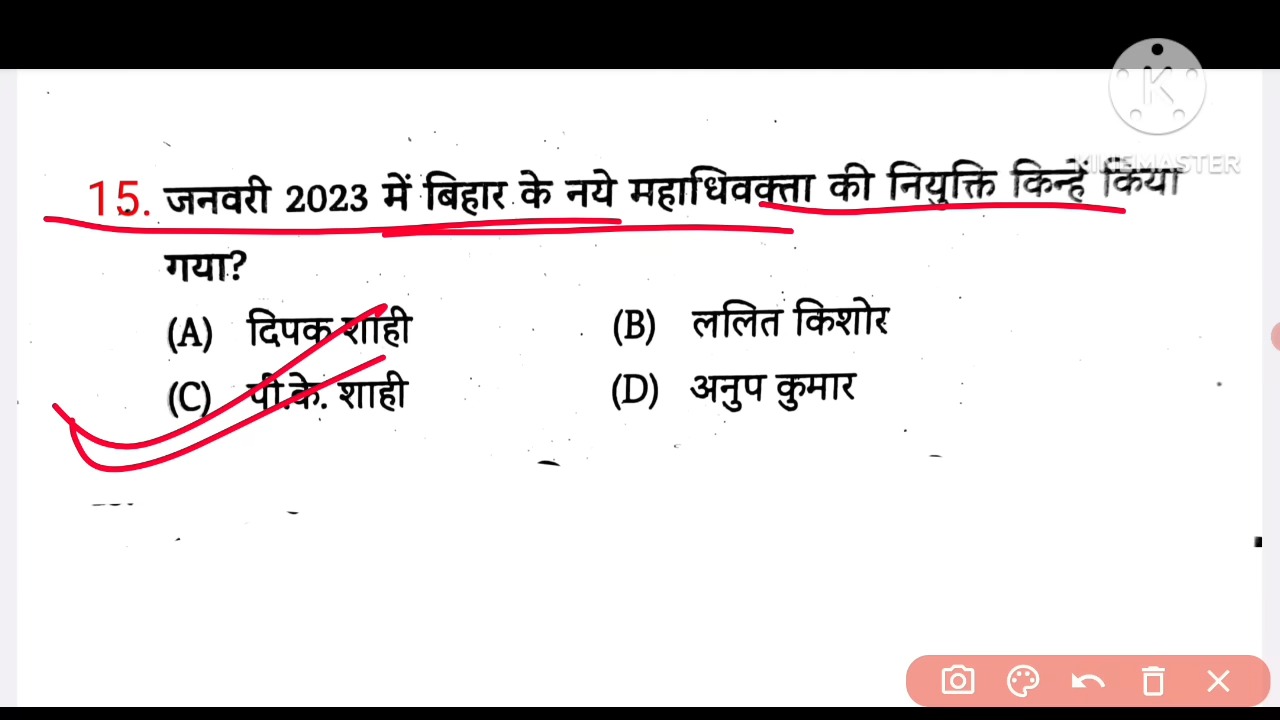 K
KINEMASTER
15. जनवरी 2023 में बिहार के नये महाधिवक्ता की नियुक्ति किन्हें किया
गया?
(A) दिपक शाही
(B) ललित किशोर
(C) पी.के. शाही
(D) अनुप कुमार